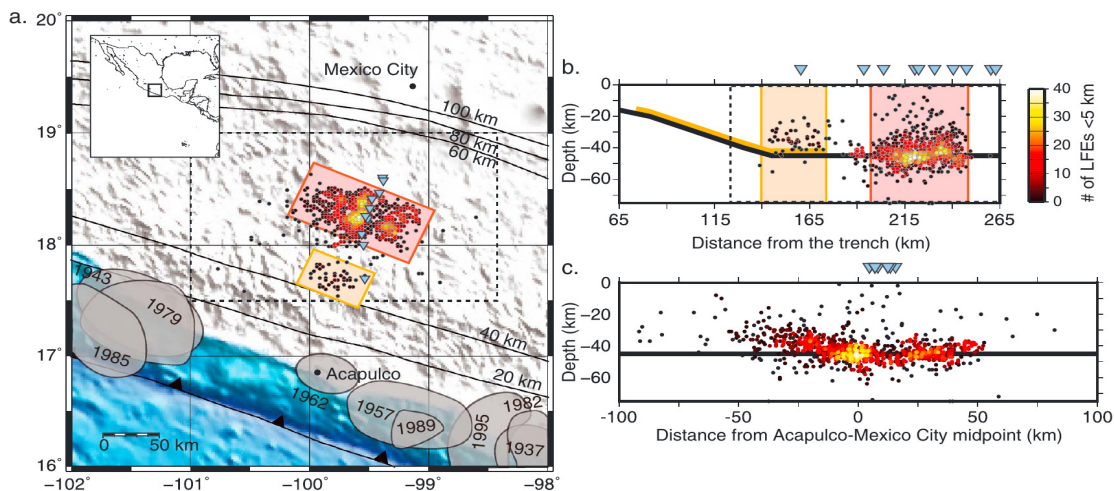 a.
20°
19°
18°
17°
16°
-102
-101
-100
-99
-98
Mexico City
100 km
80 km
60 km
40 km
20 km
1943
1979
1985
Acapulco
1962
1957
1989
1995
1982
1937
0
50 km
b.
0
-20
-40
-60
Depth (km)
65
115
165
215
265
Distance from the trench (km)
40
30
20
10
0
# of LFEs <5 km
c.
0
-20
-40
-60
Depth (km)
-100
-50
0
50
100
Distance from Acapulco-Mexico City midpoint (km)